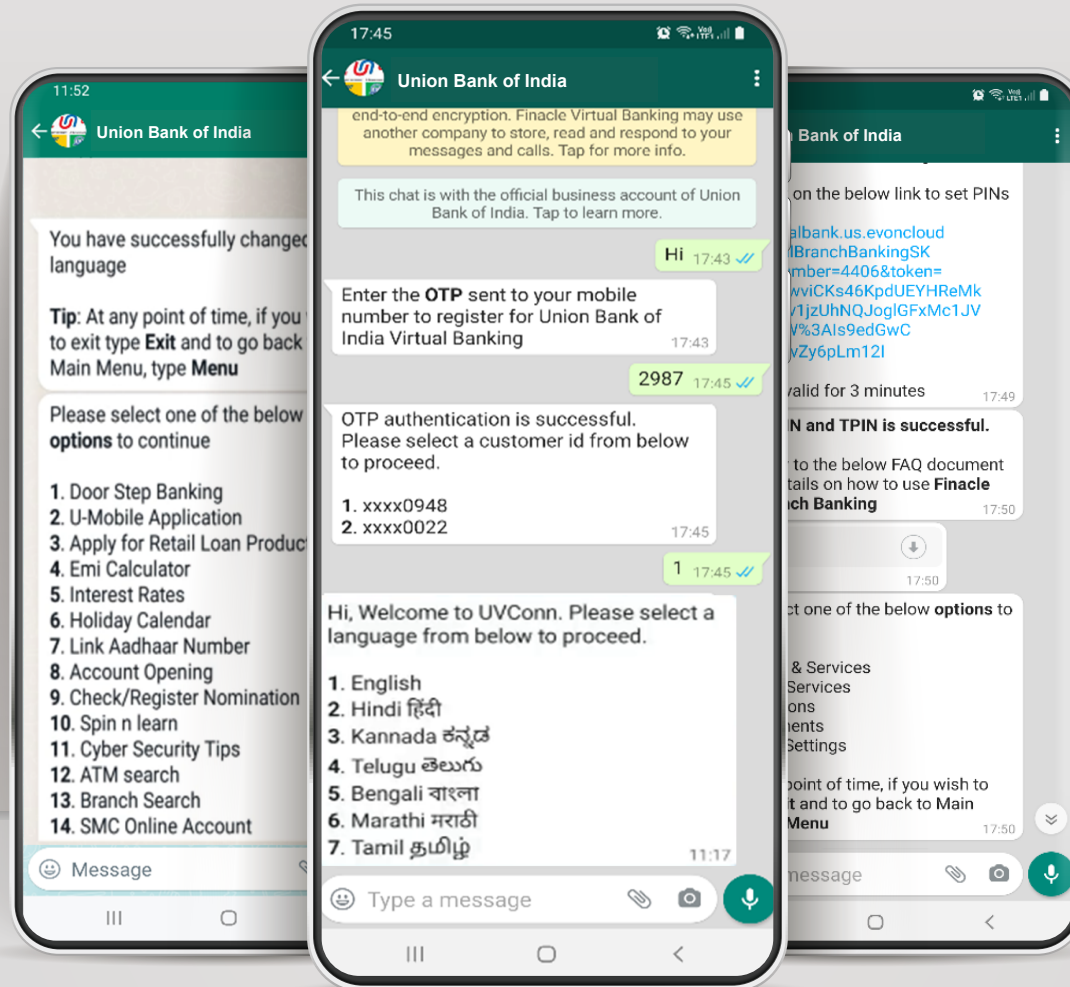 11:52
Union Bank of India
You have successfully changed
language
Tip: At any point of time, if you
to exit type Exit and to go back
Main Menu, type Menu
Please select one of the below
options to continue
1. Door Step Banking
2. U-Mobile Application
3. Apply for Retail Loan Produc
4. Emi Calculator
5. Interest Rates
6. Holiday Calendar
7. Link Aadhaar Number
8. Account Opening
9. Check/Register Nomination
10. Spin n learn
11. Cyber Security Tips
12. ATM search
13. Branch Search
14. SMC Online Account
Message
17:45
Union Bank of India
end-to-end encryption. Finacle Virtual Banking may use
another company to store, read and respond to your
messages and calls. Tap for more info.
This chat is with the official business account of Union
Bank of India. Tap to learn more.
Hi 17:43
Enter the OTP sent to your mobile
number to register for Union Bank of
India Virtual Banking 17:43
2987 17:45
OTP authentication is successful.
Please select a customer id from below
to proceed.
1. xxxx0948
2. xxxx0022 17:45
1 17:45
Hi, Welcome to UVConn. Please select a
language from below to proceed.
1. English
2. Hindi हिंदी
3. Kannada ಕನ್ನಡ
4. Telugu తెలుగు
5. Bengali বাংলা
6. Marathi मराठी
7. Tamil தமிழ்
11:17
Type a message
Bank of India
on the below link to set PINs
albank.us.evoncloud
BranchBankingSK
mber=4406&token=
wviCKs46KpdUEYHReMk
v1jzUhNQJoglGFxMc1JV
%3AIs9edGwC
vZy6pLm12I
valid for 3 minutes 17:49
N and TPIN is successful.
to the below FAQ document
tails on how to use Finacle
ch Banking 17:50
17:50
ct one of the below options to
& Services
Services
ons
ents
Settings
point of time, if you wish to
it and to go back to Main
Menu 17:50
message